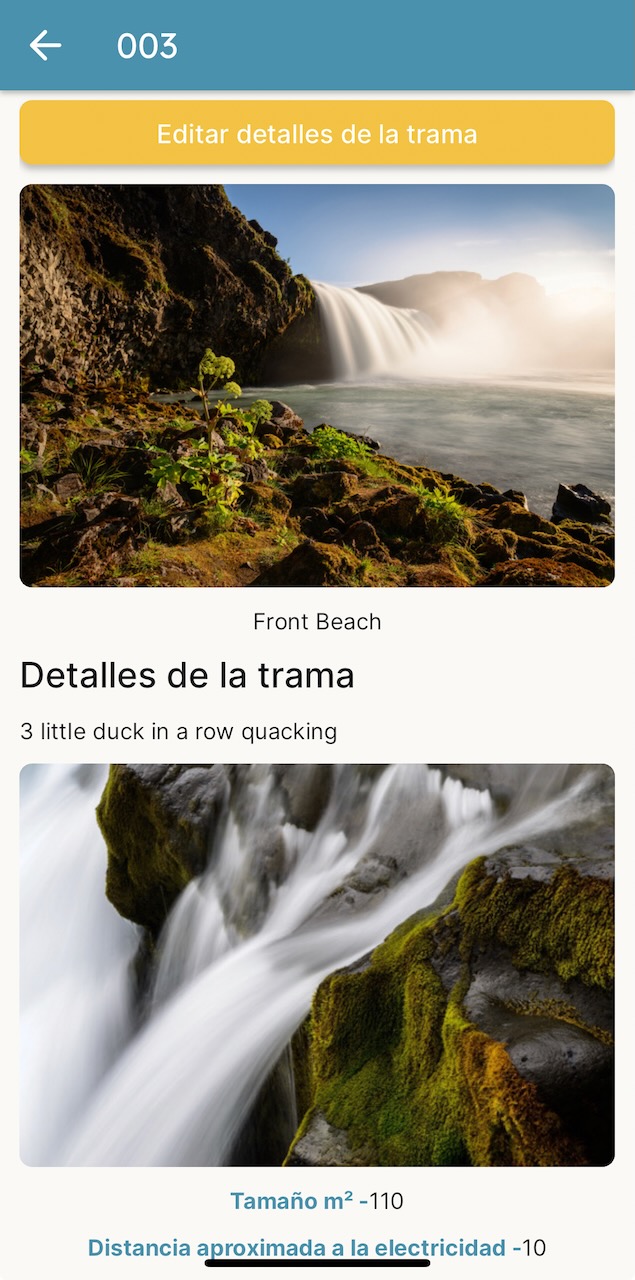 003
Editar detalles de la trama
Front Beach
Detalles de la trama
3 little duck in a row quacking
Tamaño m² -110
Distancia aproximada a la electricidad -10